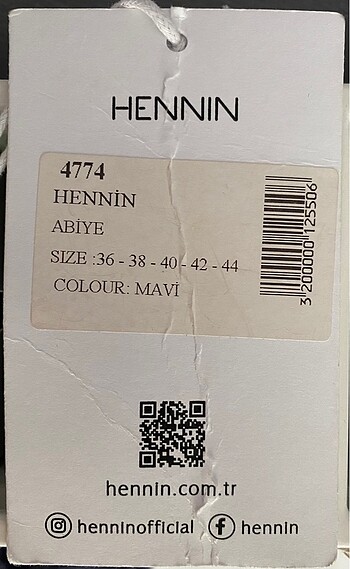 HENNIN
4774
HENNİN
ABİYE
SIZE :36 - 38 - 40 - 42 - 44
COLOUR: MAVİ
3 200000 125506
hennin.com.tr
henninofficial hennin